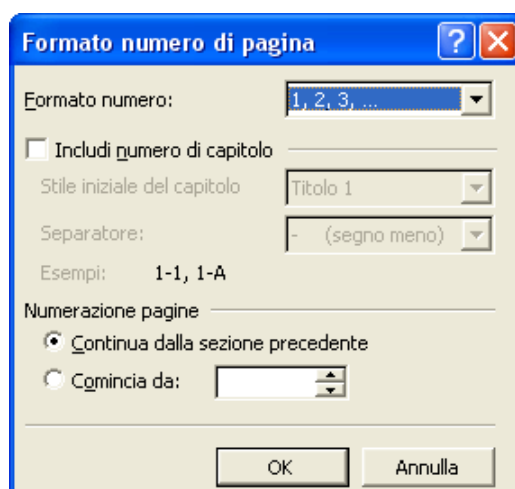 Formato numero di pagina
Formato numero: 1, 2, 3, ...
Includi numero di capitolo
Stile iniziale del capitolo Titolo 1
Separatore: - (segno meno)
Esempi: 1-1, 1-A
Numerazione pagine
Continua dalla sezione precedente
Comincia da:
OK Annulla